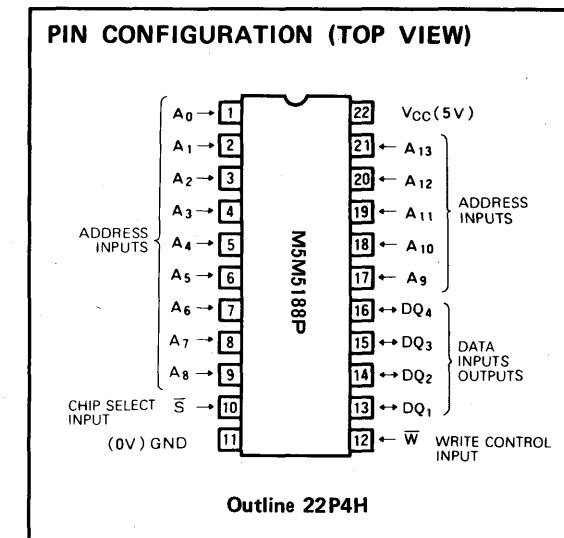 PIN CONFIGURATION (TOP VIEW)
A0 → 1
A1 → 2
A2 → 3
A3 → 4
A4 → 5
A5 → 6
A6 → 7
A7 → 8
A8 → 9
ADDRESS
INPUTS
CHIP SELECT
INPUT
S̅ → 10
(0V) GND 11
M5M5188P
22 VCC(5V)
21 ← A13
20 ← A12
19 ← A11
18 ← A10
17 ← A9
ADDRESS
INPUTS
16 ↔ DQ4
15 ↔ DQ3
14 ↔ DQ2
13 ↔ DQ1
DATA
INPUTS
OUTPUTS
12 ← W̅ WRITE CONTROL
INPUT
Outline 22P4H